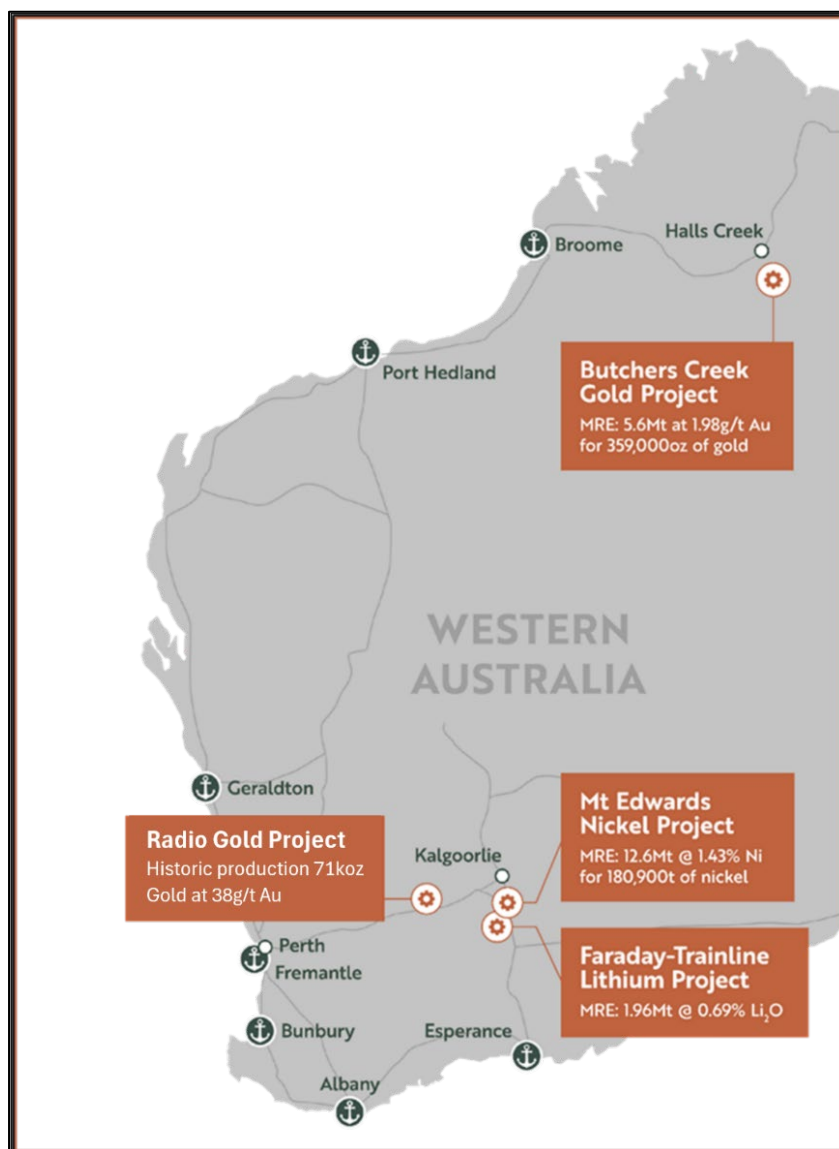 Halls Creek
Broome
Butchers Creek
Gold Project
MRE: 5.6Mt at 1.98g/t Au
for 359,000oz of gold
Port Hedland
WESTERN
AUSTRALIA
Geraldton
Mt Edwards
Nickel Project
MRE: 12.6Mt @ 1.43% Ni
for 180,900t of nickel
Radio Gold Project
Historic production 71koz
Gold at 38g/t Au
Kalgoorlie
Perth
Fremantle
Faraday-Trainline
Lithium Project
MRE: 1.96Mt @ 0.69% Li₂O
Bunbury
Esperance
Albany